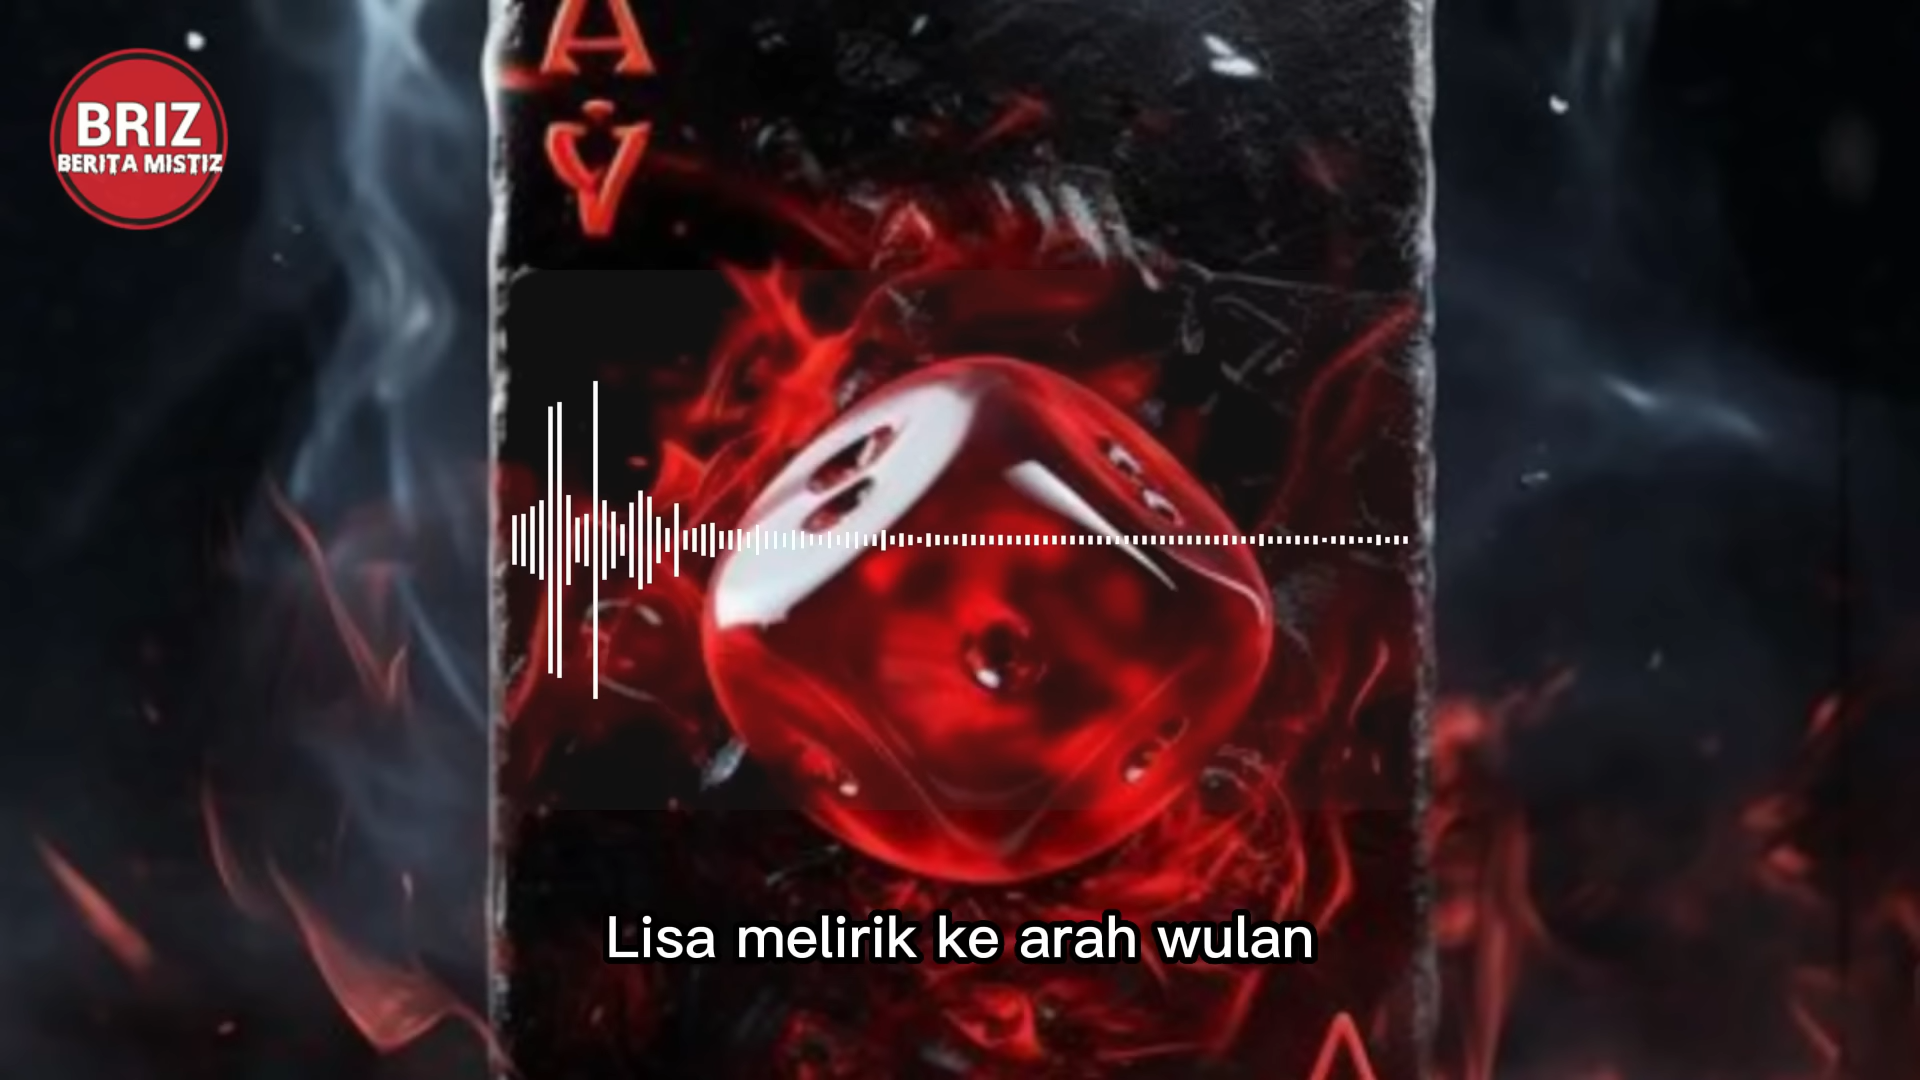 BRIZ
BERITA MISTIZ
A
A
Lisa melirik ke arah wulan
A